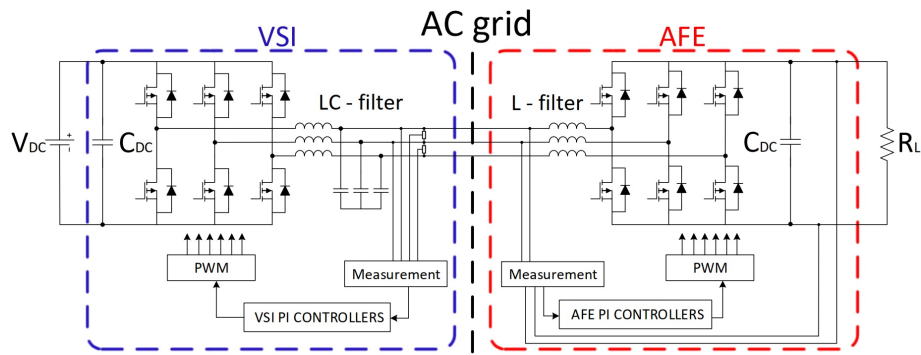 AC grid
VSI
AFE
LC - filter
L - filter
VDC
CDC
CDC
RL
PWM
Measurement
Measurement
PWM
VSI PI CONTROLLERS
AFE PI CONTROLLERS